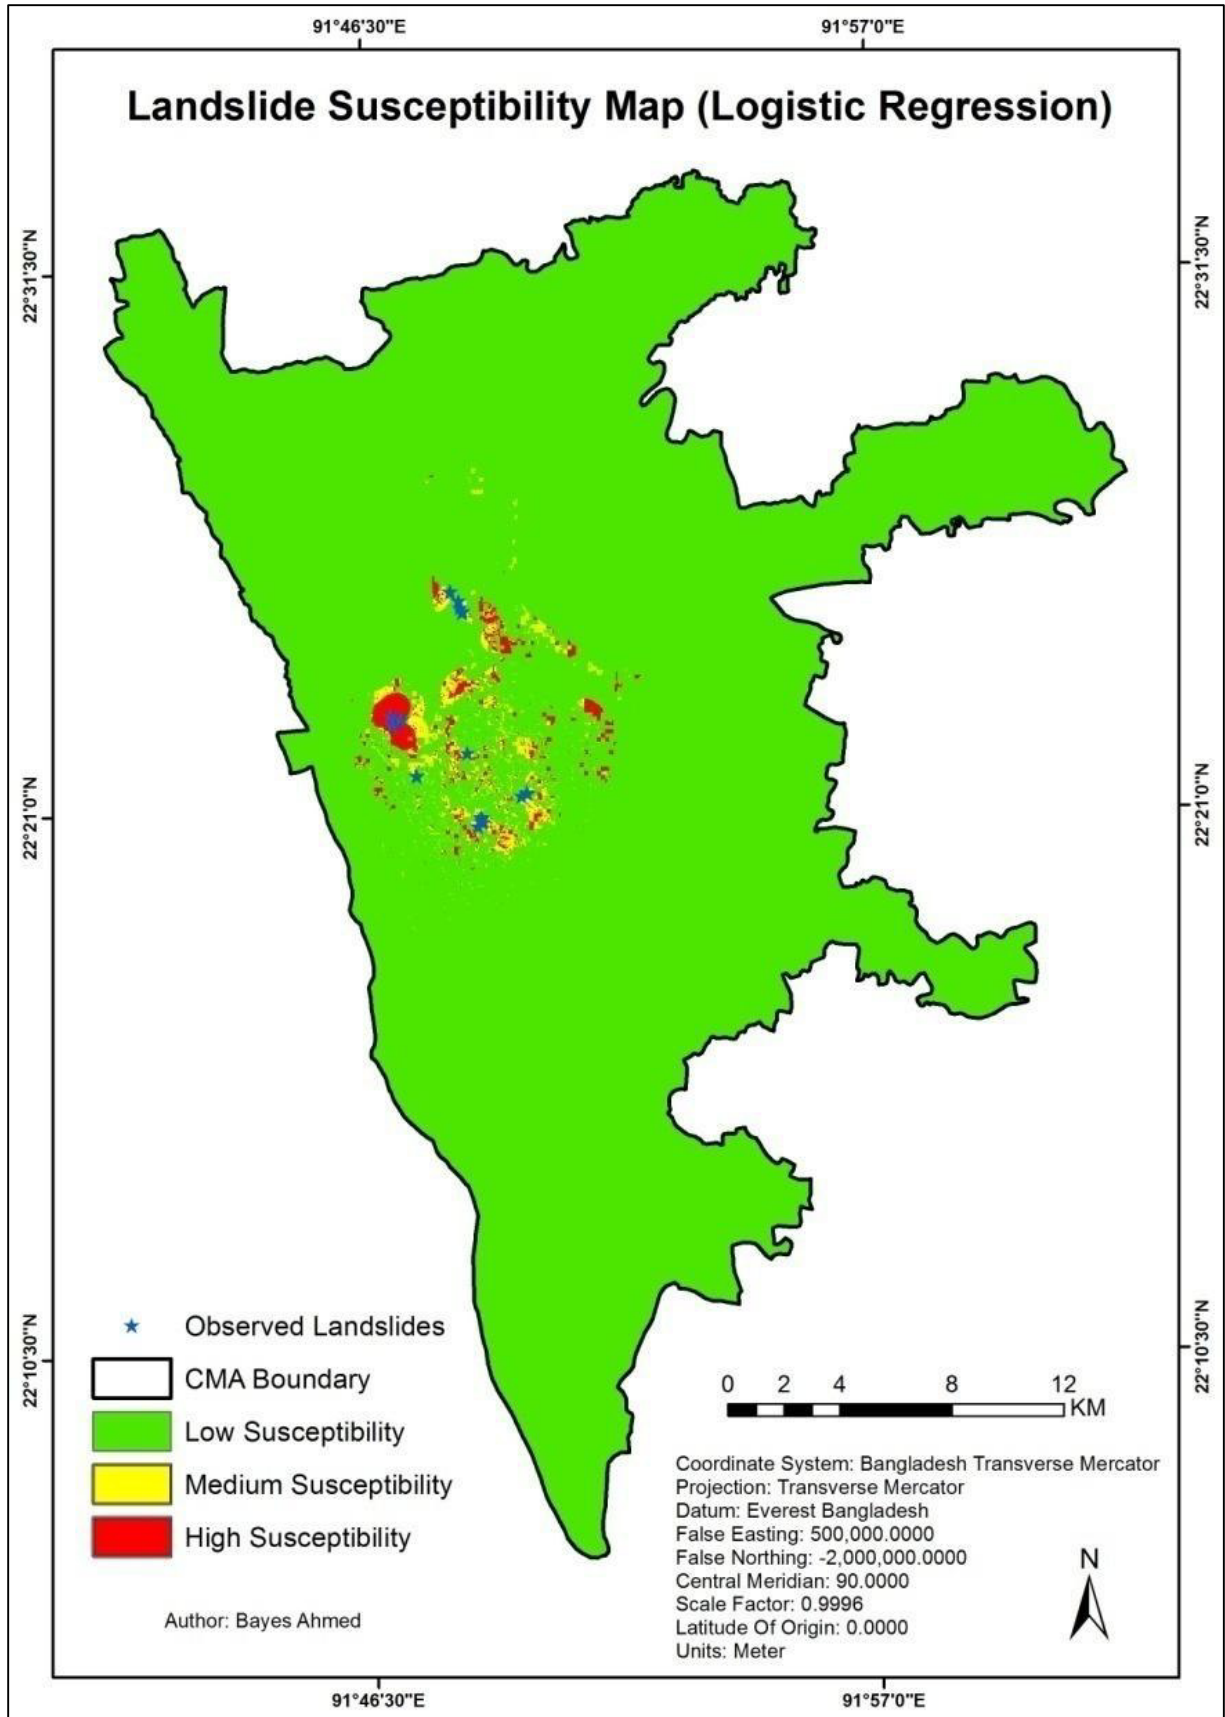 91°46'30"E
91°57'0"E
Landslide Susceptibility Map (Logistic Regression)
22°31'30"N
22°31'30"N
22°21'0"N
22°21'0"N
22°10'30"N
22°10'30"N
Observed Landslides
CMA Boundary
Low Susceptibility
Medium Susceptibility
High Susceptibility
Author: Bayes Ahmed
0 2 4 8 12
KM
Coordinate System: Bangladesh Transverse Mercator
Projection: Transverse Mercator
Datum: Everest Bangladesh
False Easting: 500,000.0000
False Northing: -2,000,000.0000
Central Meridian: 90.0000
Scale Factor: 0.9996
Latitude Of Origin: 0.0000
Units: Meter
N
91°46'30"E
91°57'0"E